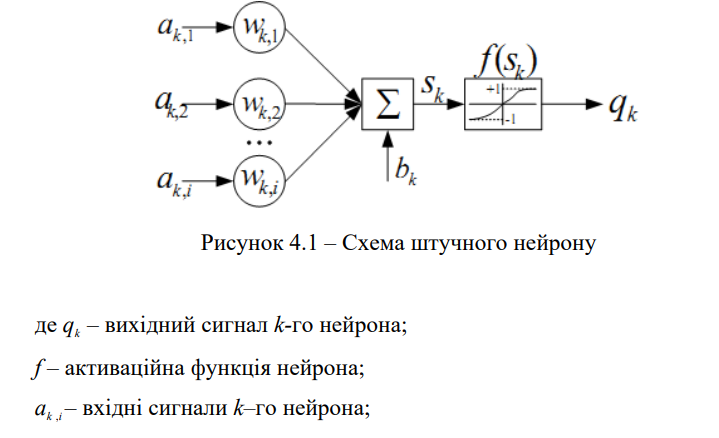 a_{k,1} w_{k,1}
f(s_k)
a_{k,2} w_{k,2} Σ s_k +1 -1 q_k
...
a_{k,i} w_{k,i} b_k
Рисунок 4.1 – Схема штучного нейрону
де q_k – вихідний сигнал k-го нейрона;
f – активаційна функція нейрона;
a_{k,i} – вхідні сигнали k–го нейрона;